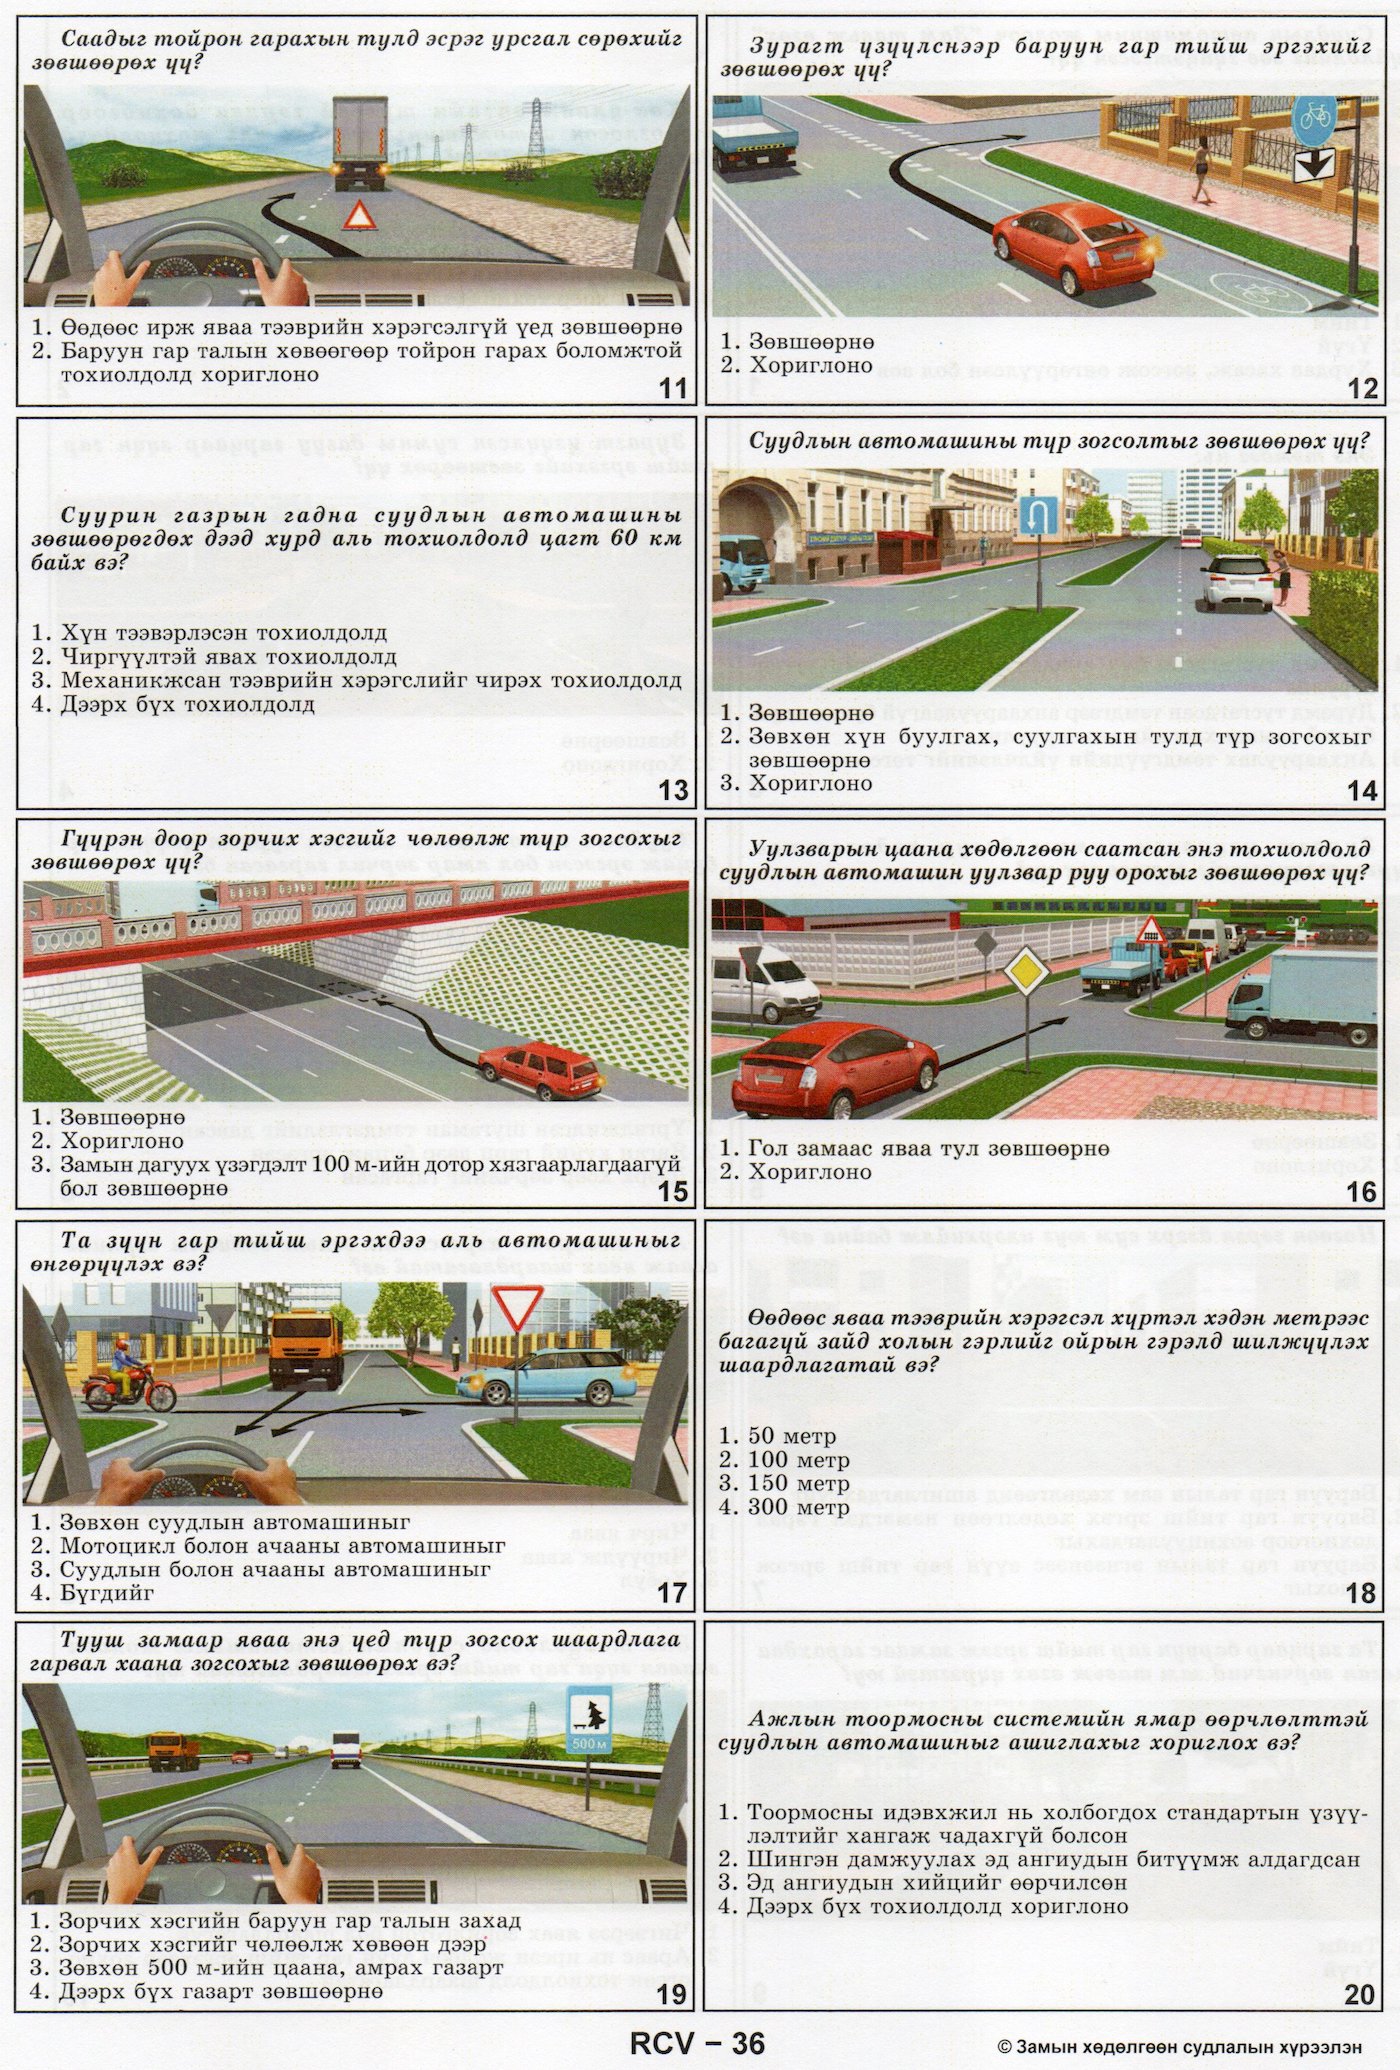 Саадыг тойрон гарахын тулд эсрэг урсгал сөрөхийг
зөвшөөрөх үү?
1. Өөдөөс ирж яваа тээврийн хэрэгсэлгүй үед зөвшөөрнө
2. Баруун гар талын хөвөөгөөр тойрон гарах боломжтой
тохиолдолд хориглоно
11
Зурагт үзүүлснээр баруун гар тийш эргэхийг
зөвшөөрөх үү?
1. Зөвшөөрнө
2. Хориглоно
12
Суурин газрын гадна суудлын автомашины
зөвшөөрөгдөх дээд хурд аль тохиолдолд цагт 60 км
байх вэ?
1. Хүн тээвэрлэсэн тохиолдолд
2. Чиргүүлтэй явах тохиолдолд
3. Механикжсан тээврийн хэрэгслийг чирэх тохиолдолд
4. Дээрх бүх тохиолдолд
13
Суудлын автомашины түр зогсолтыг зөвшөөрөх үү?
1. Зөвшөөрнө
2. Зөвхөн хүн буулгах, суулгахын тулд түр зогсохыг
зөвшөөрнө
3. Хориглоно
14
Гүүрэн доор зорчих хэсгийг чөлөөлж түр зогсохыг
зөвшөөрөх үү?
1. Зөвшөөрнө
2. Хориглоно
3. Замын дагуух үзэгдэлт 100 м-ийн дотор хязгаарлагдаагүй
бол зөвшөөрнө
15
Уулзварын цаана хөдөлгөөн саатсан энэ тохиолдолд
суудлын автомашин уулзвар руу орохыг зөвшөөрөх үү?
1. Гол замаас яваа тул зөвшөөрнө
2. Хориглоно
16
Та зүүн гар тийш эргэхдээ аль автомашиныг
өнгөрүүлэх вэ?
1. Зөвхөн суудлын автомашиныг
2. Мотоцикл болон ачааны автомашиныг
3. Суудлын болон ачааны автомашиныг
4. Бүгдийг
17
Өөдөөс яваа тээврийн хэрэгсэл хүртэл хэдэн метрээс
багагүй зайд холын гэрлийг ойрын гэрэлд шилжүүлэх
шаардлагатай вэ?
1. 50 метр
2. 100 метр
3. 150 метр
4. 300 метр
18
Тууш замаар яваа энэ үед түр зогсох шаардлага
гарвал хаана зогсохыг зөвшөөрөх вэ?
500 м
1. Зорчих хэсгийн баруун гар талын захад
2. Зорчих хэсгийг чөлөөлж хөвөөн дээр
3. Зөвхөн 500 м-ийн цаана, амрах газарт
4. Дээрх бүх газарт зөвшөөрнө
19
Ажлын тоормосны системийн ямар өөрчлөлттэй
суудлын автомашиныг ашиглахыг хориглох вэ?
1. Тоормосны идэвхжил нь холбогдох стандартын үзүү-
лэлтийг хангаж чадахгүй болсон
2. Шингэн дамжуулах эд ангиудын битүүмж алдагдсан
3. Эд ангиудын хийцийг өөрчилсөн
4. Дээрх бүх тохиолдолд хориглоно
20
RCV – 36
© Замын хөдөлгөөн судлалын хүрээлэн